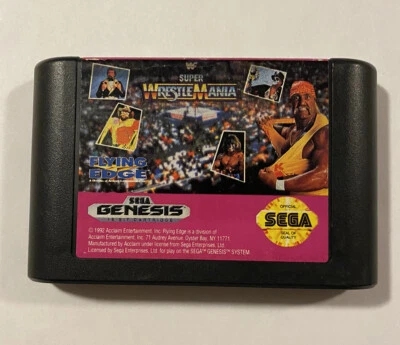 SUPER
WRESTLEMANIA
FLYING
EDGE
SEGA
GENESIS
16-BIT CARTRIDGE
© 1992 Acclaim Entertainment, Inc. Flying Edge is a division of
Acclaim Entertainment, Inc. 71 Audrey Avenue, Oyster Bay, NY 11771.
Manufactured by Acclaim under license from Sega Enterprises, Ltd.
Licensed by Sega Enterprises, Ltd. for play on the SEGA™ GENESIS™ SYSTEM.
OFFICIAL
SEGA
SEAL OF
QUALITY